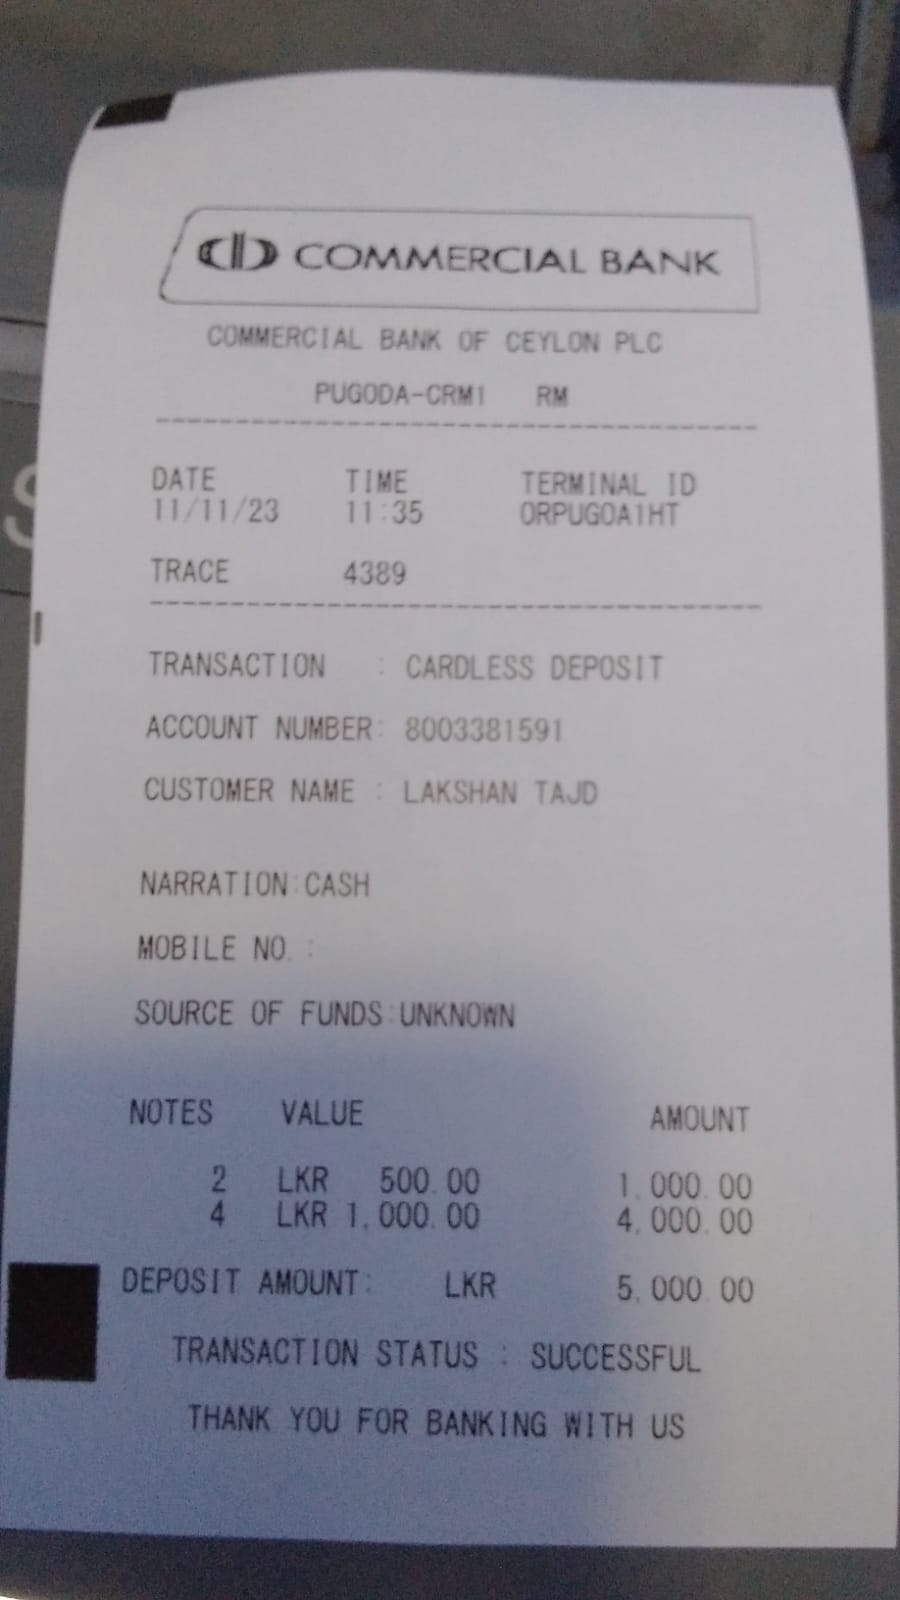 COMMERCIAL BANK
COMMERCIAL BANK OF CEYLON PLC
PUGODA-CRM1 RM
DATE TIME TERMINAL ID
11/11/23 11:35 ORPUGOA1HT
TRACE 4389
TRANSACTION : CARDLESS DEPOSIT
ACCOUNT NUMBER: 8003381591
CUSTOMER NAME : LAKSHAN TAJD
NARRATION:CASH
MOBILE NO. :
SOURCE OF FUNDS:UNKNOWN
NOTES VALUE AMOUNT
2 LKR 500.00 1,000.00
4 LKR 1,000.00 4,000.00
DEPOSIT AMOUNT: LKR 5,000.00
TRANSACTION STATUS : SUCCESSFUL
THANK YOU FOR BANKING WITH US